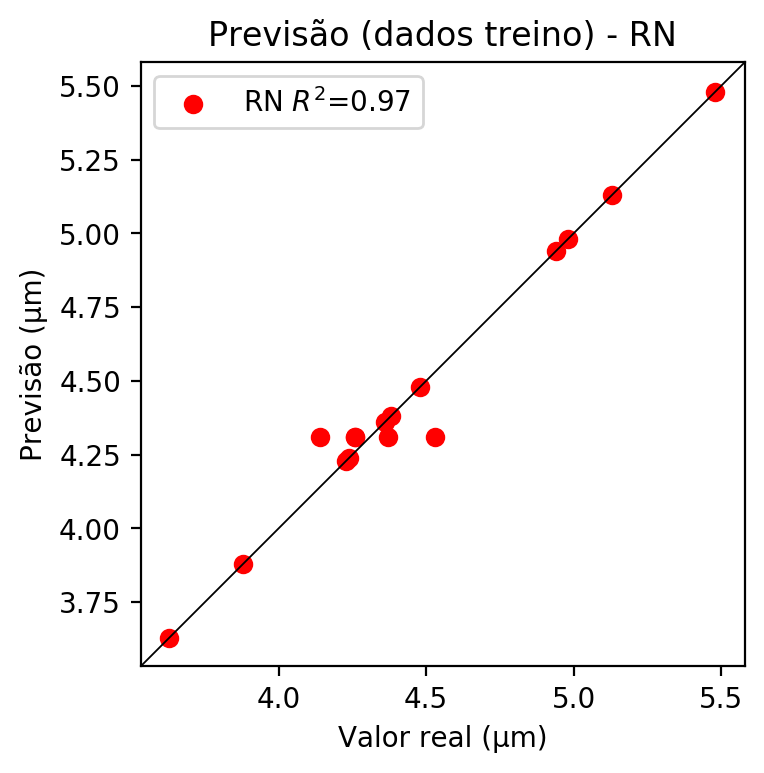 Previsão (dados treino) - RN
RN R²=0.97
5.50
5.25
5.00
4.75
4.50
4.25
4.00
3.75
Previsão (μm)
4.0 4.5 5.0 5.5
Valor real (μm)